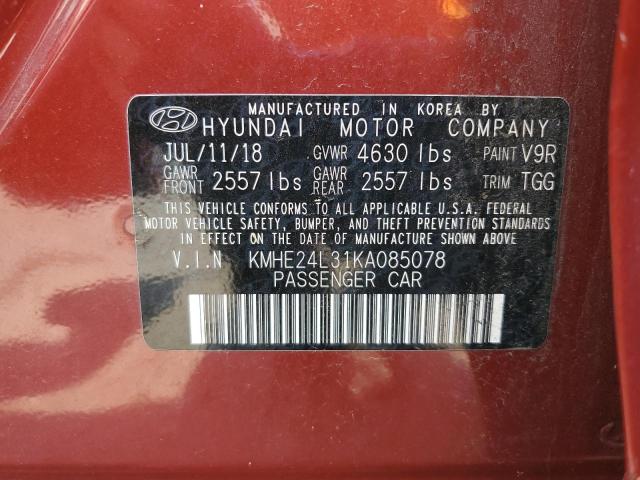 MANUFACTURED IN KOREA BY
HYUNDAI MOTOR COMPANY
JUL/11/18 GVWR 4630 lbs PAINT V9R
GAWR FRONT 2557 lbs GAWR REAR 2557 lbs TRIM TGG
THIS VEHICLE CONFORMS TO ALL APPLICABLE U.S.A. FEDERAL
MOTOR VEHICLE SAFETY, BUMPER, AND THEFT PREVENTION STANDARDS
IN EFFECT ON THE DATE OF MANUFACTURE SHOWN ABOVE.
V.I.N KMHE24L31KA085078
PASSENGER CAR